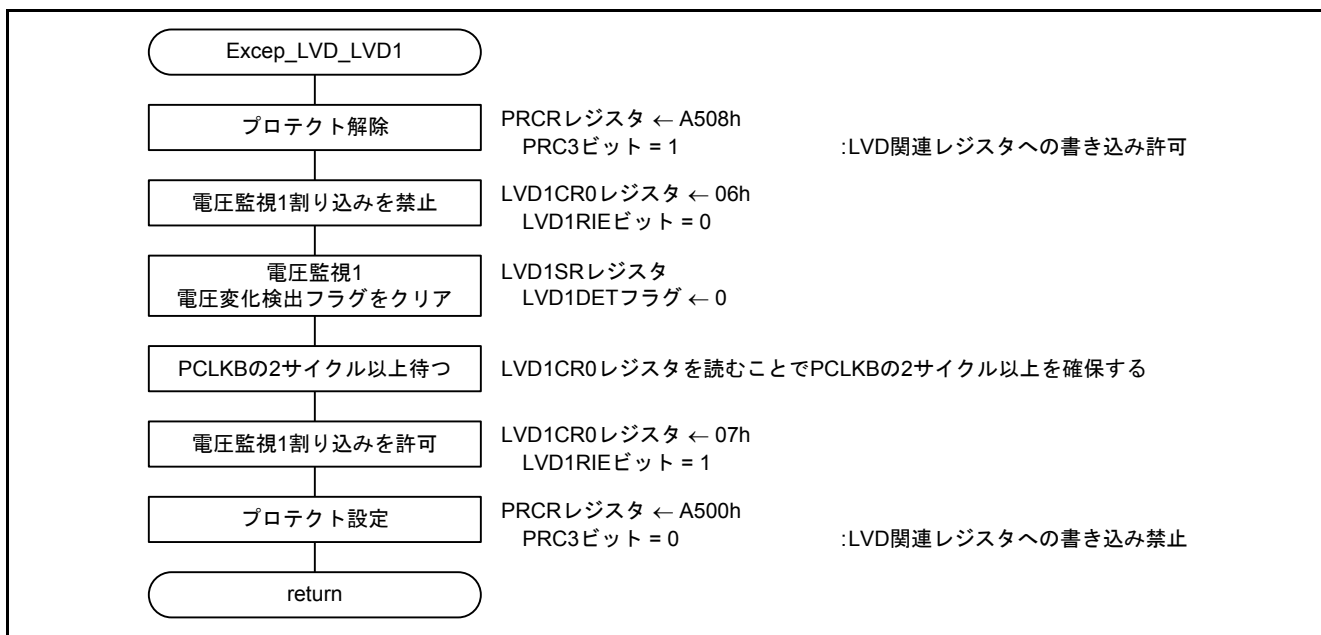 Excep_LVD_LVD1
プロテクト解除
PRCRレジスタ ← A508h
PRC3ビット = 1 :LVD関連レジスタへの書き込み許可
電圧監視1割り込みを禁止
LVD1CR0レジスタ ← 06h
LVD1RIEビット = 0
電圧監視1
電圧変化検出フラグをクリア
LVD1SRレジスタ
LVD1DETフラグ ← 0
PCLKBの2サイクル以上待つ
LVD1CR0レジスタを読むことでPCLKBの2サイクル以上を確保する
電圧監視1割り込みを許可
LVD1CR0レジスタ ← 07h
LVD1RIEビット = 1
プロテクト設定
PRCRレジスタ ← A500h
PRC3ビット = 0 :LVD関連レジスタへの書き込み禁止
return